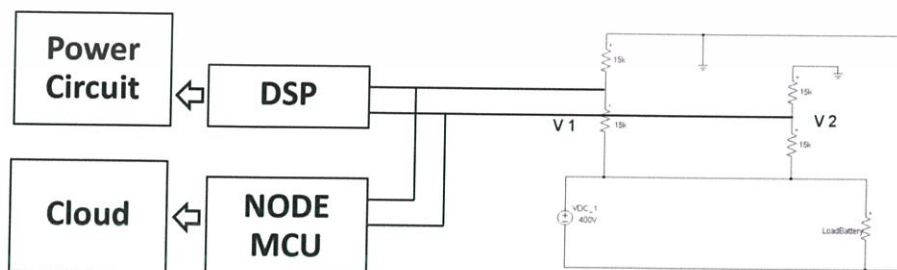 Power
Circuit
DSP
Cloud
NODE
MCU
15k
V 1
15k
15k
V 2
15k
VDC_1
400V
LoadBattery